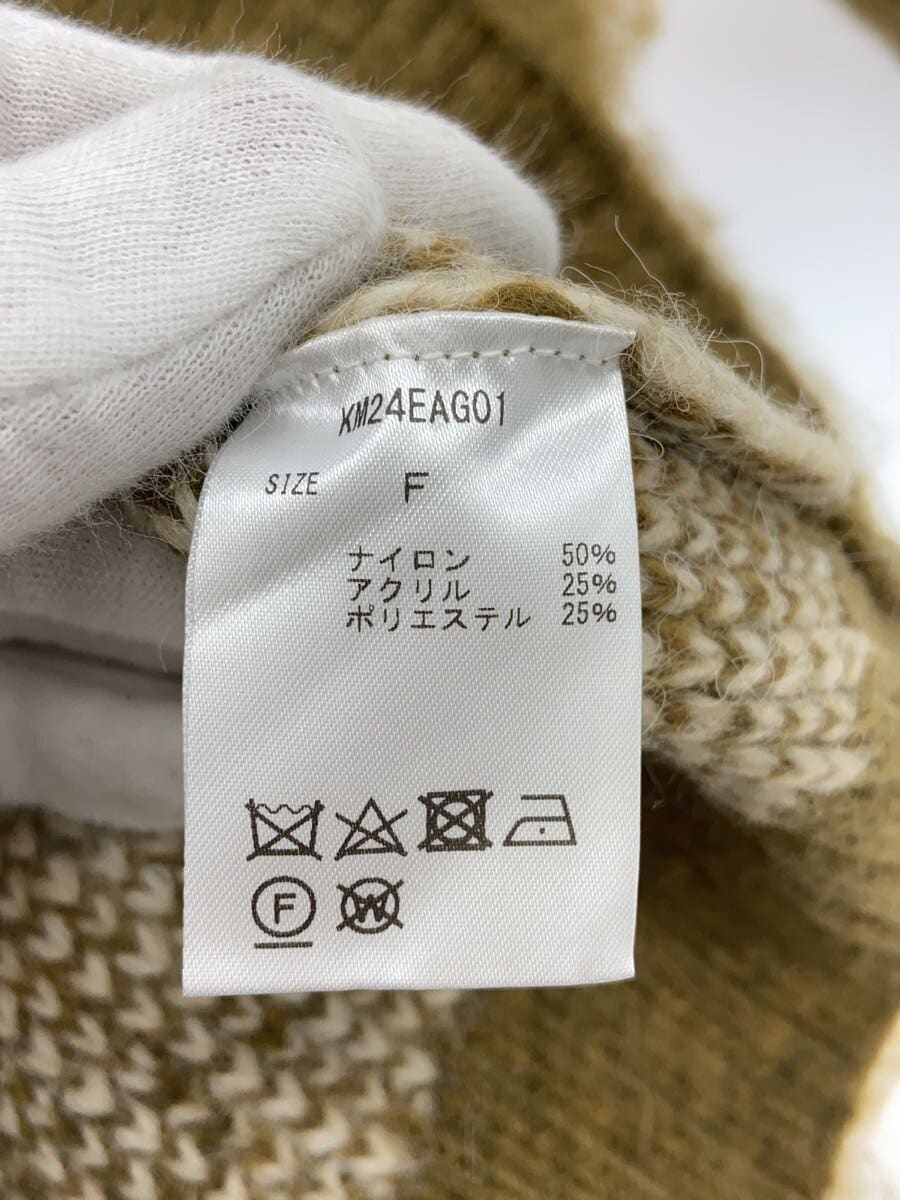 KM24EAG01
SIZE F
ナイロン 50%
アクリル 25%
ポリエステル 25%
F W